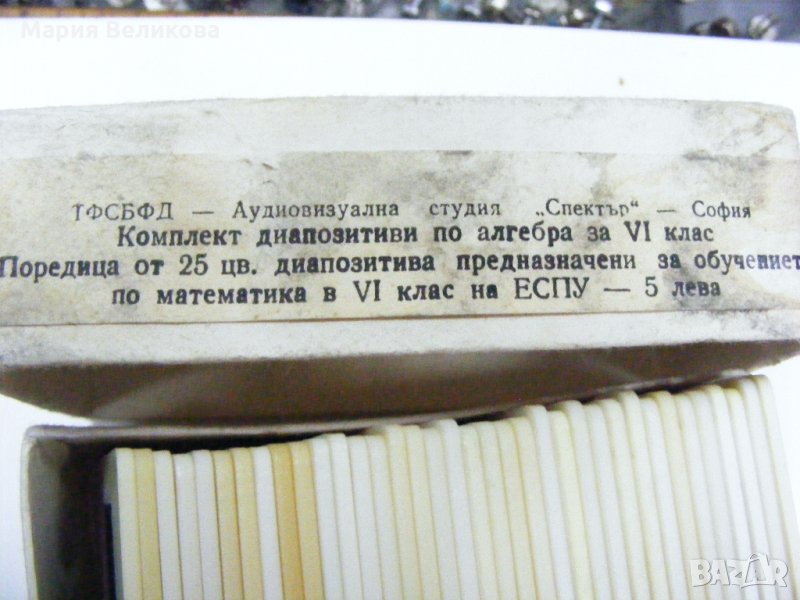 Мария Великова
ТФСБФД — Аудиовизуална студия „Спектър“ — София
Комплект диапозитиви по алгебра за VI клас
Поредица от 25 цв. диапозитива предназначени за обучението
по математика в VI клас на ЕСПУ — 5 лева
BAZAR